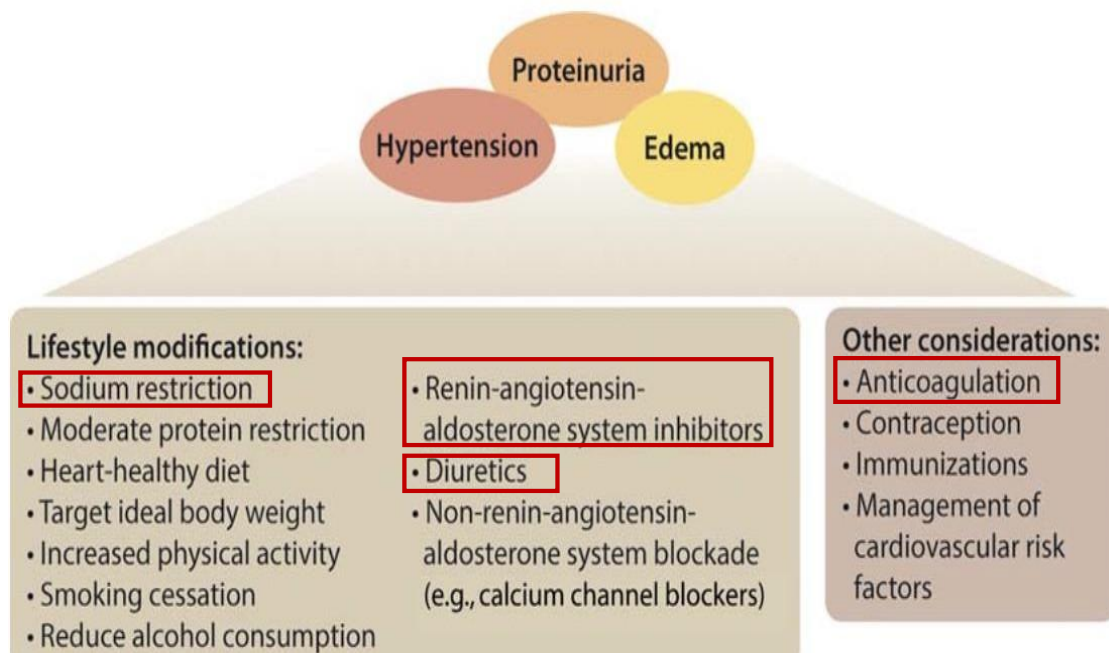 Proteinuria
Hypertension
Edema
Lifestyle modifications:
• Sodium restriction
• Moderate protein restriction
• Heart-healthy diet
• Target ideal body weight
• Increased physical activity
• Smoking cessation
• Reduce alcohol consumption
• Renin-angiotensin-
aldosterone system inhibitors
• Diuretics
• Non-renin-angiotensin-
aldosterone system blockade
(e.g., calcium channel blockers)
Other considerations:
• Anticoagulation
• Contraception
• Immunizations
• Management of
cardiovascular risk
factors